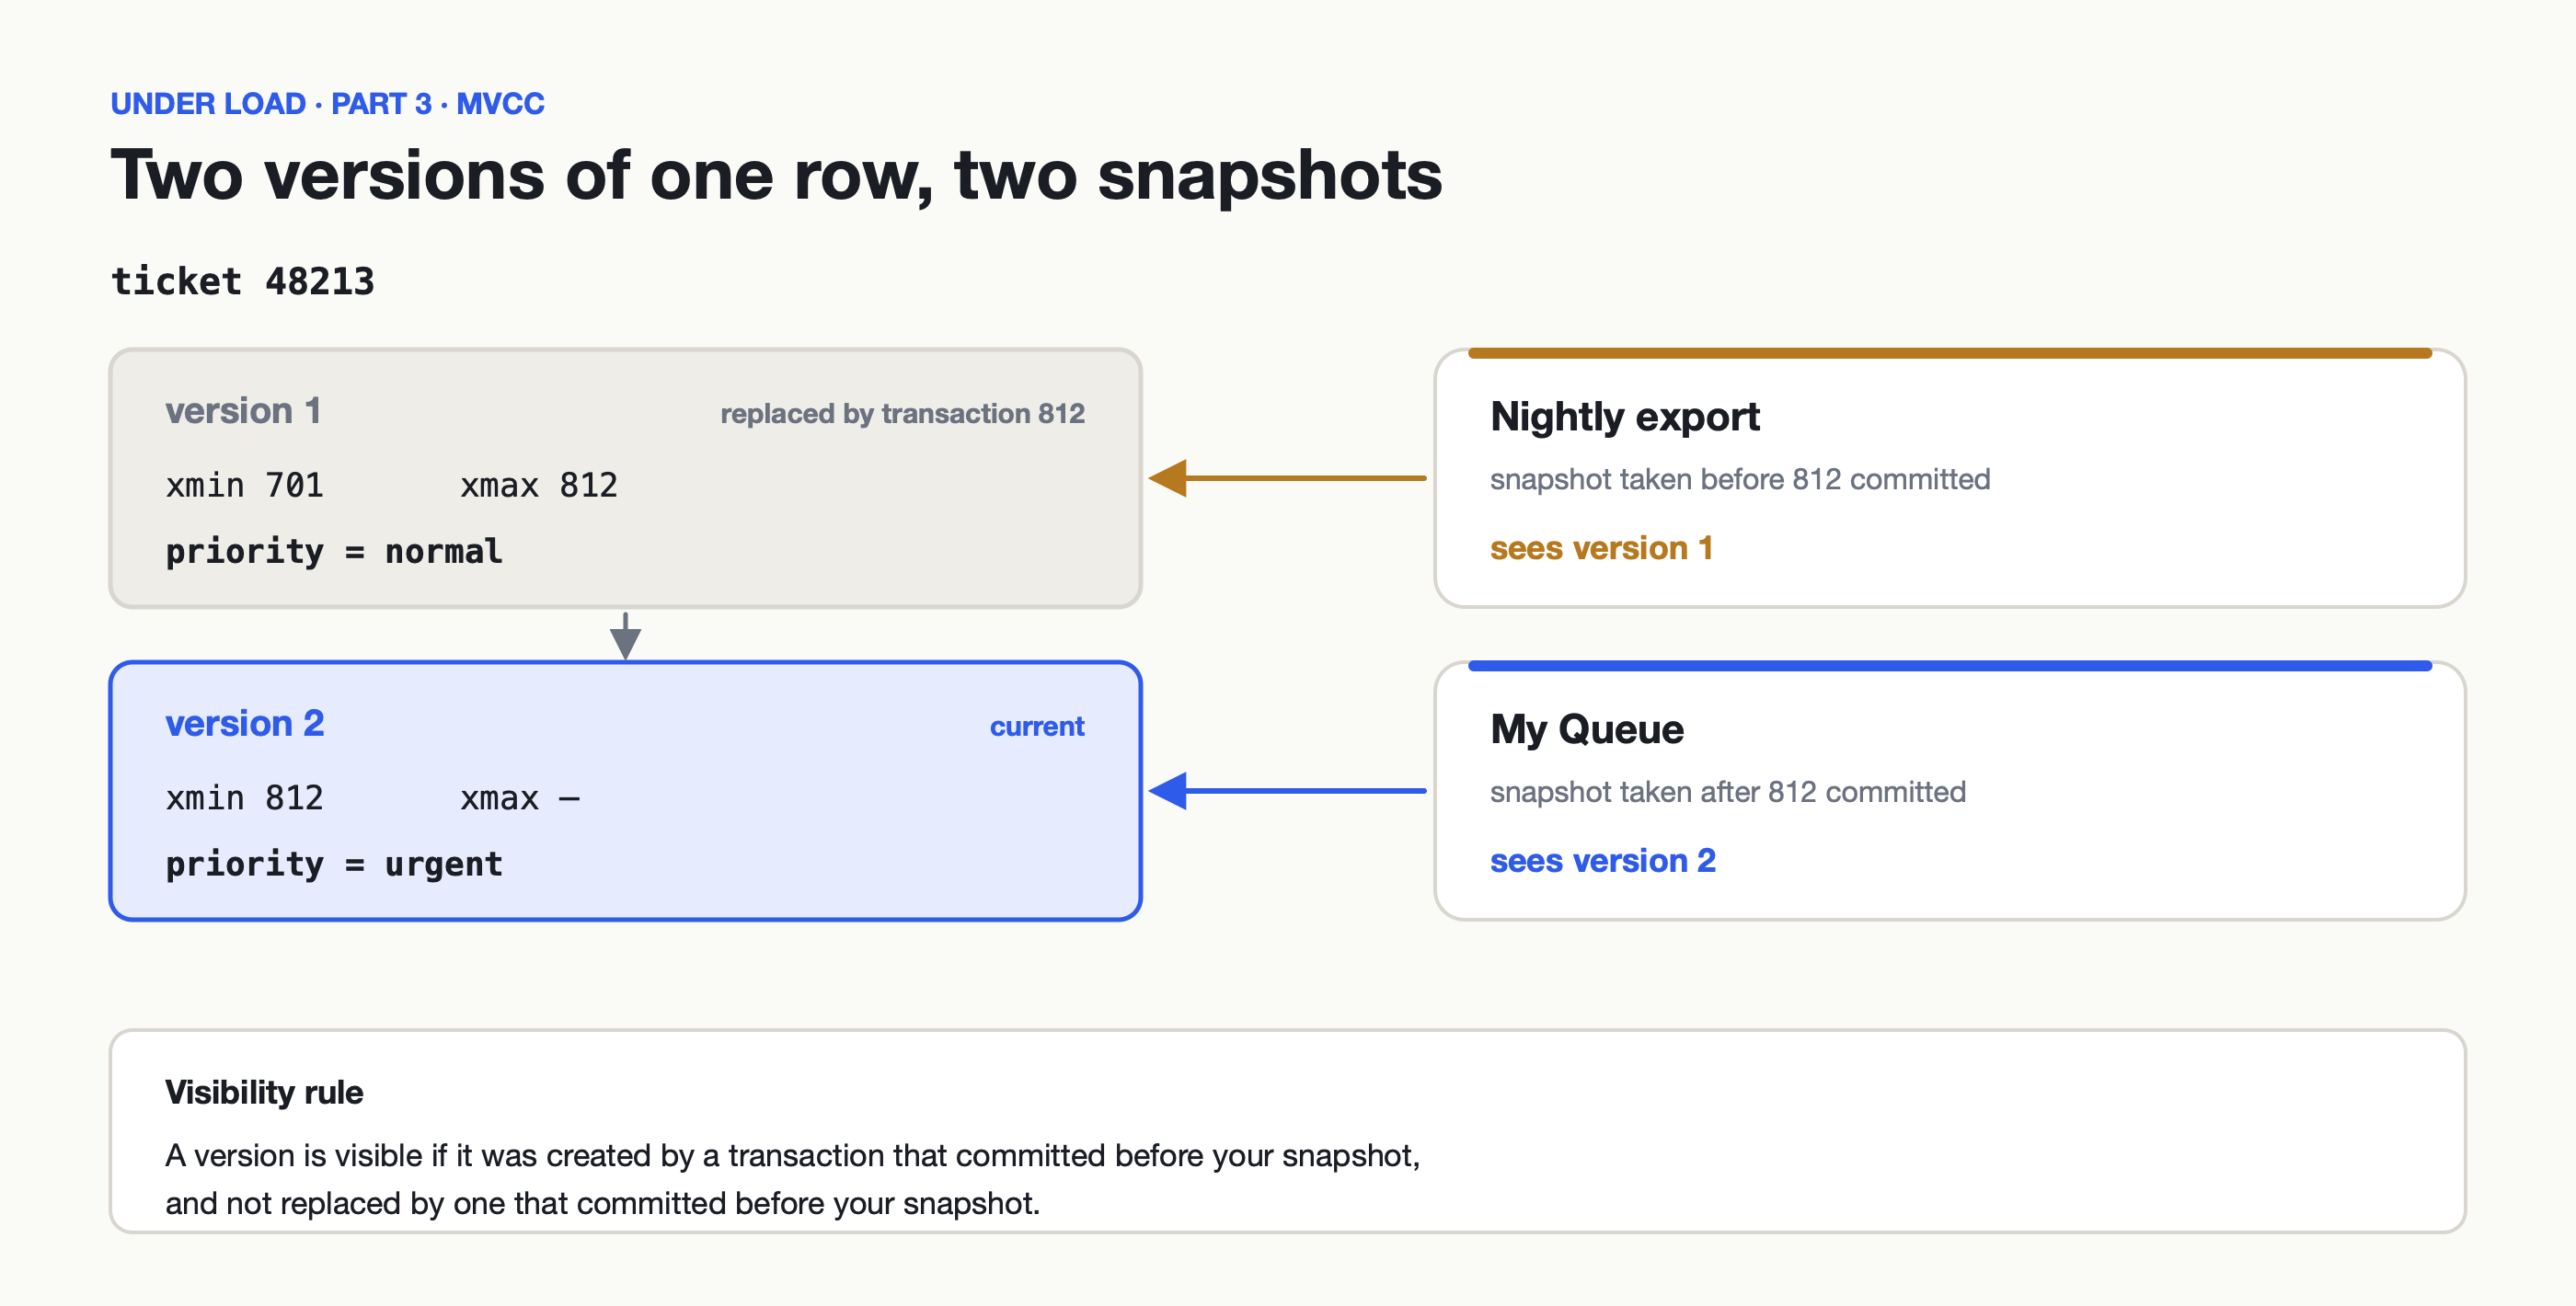 UNDER LOAD · PART 3 · MVCC
Two versions of one row, two snapshots
ticket 48213
version 1
replaced by transaction 812
xmin 701
xmax 812
priority = normal
Nightly export
snapshot taken before 812 committed
sees version 1
version 2
current
xmin 812
xmax –
priority = urgent
My Queue
snapshot taken after 812 committed
sees version 2
Visibility rule
A version is visible if it was created by a transaction that committed before your snapshot,
and not replaced by one that committed before your snapshot.